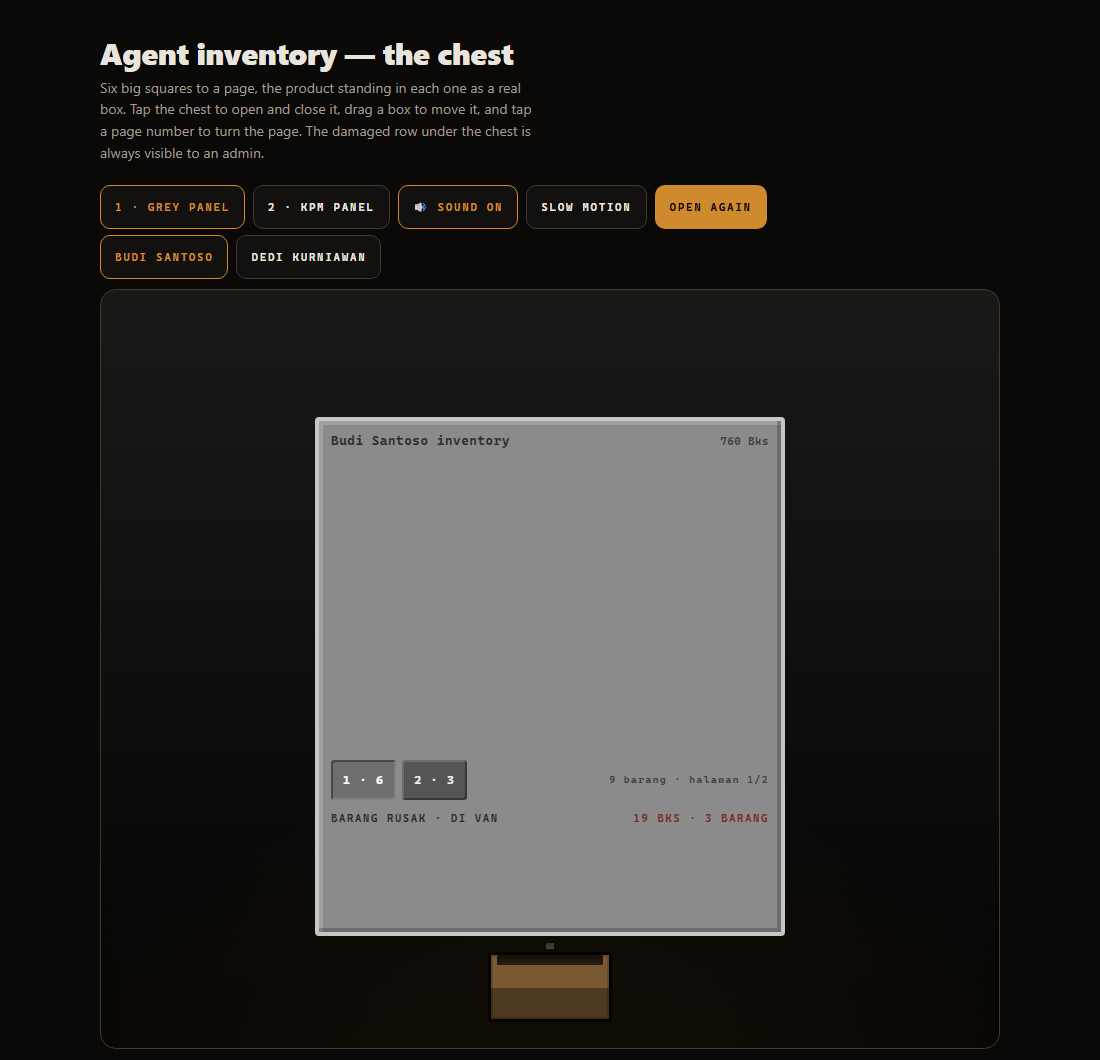 Agent inventory — the chest
Six big squares to a page, the product standing in each one as a real
box. Tap the chest to open and close it, drag a box to move it, and tap
a page number to turn the page. The damaged row under the chest is
always visible to an admin.
1 · GREY PANEL
2 · KPM PANEL
🔊 SOUND ON
SLOW MOTION
OPEN AGAIN
BUDI SANTOSO
DEDI KURNIAWAN
Budi Santoso inventory
760 Bks
1 · 6
2 · 3
9 barang · halaman 1/2
BARANG RUSAK · DI VAN
19 BKS · 3 BARANG